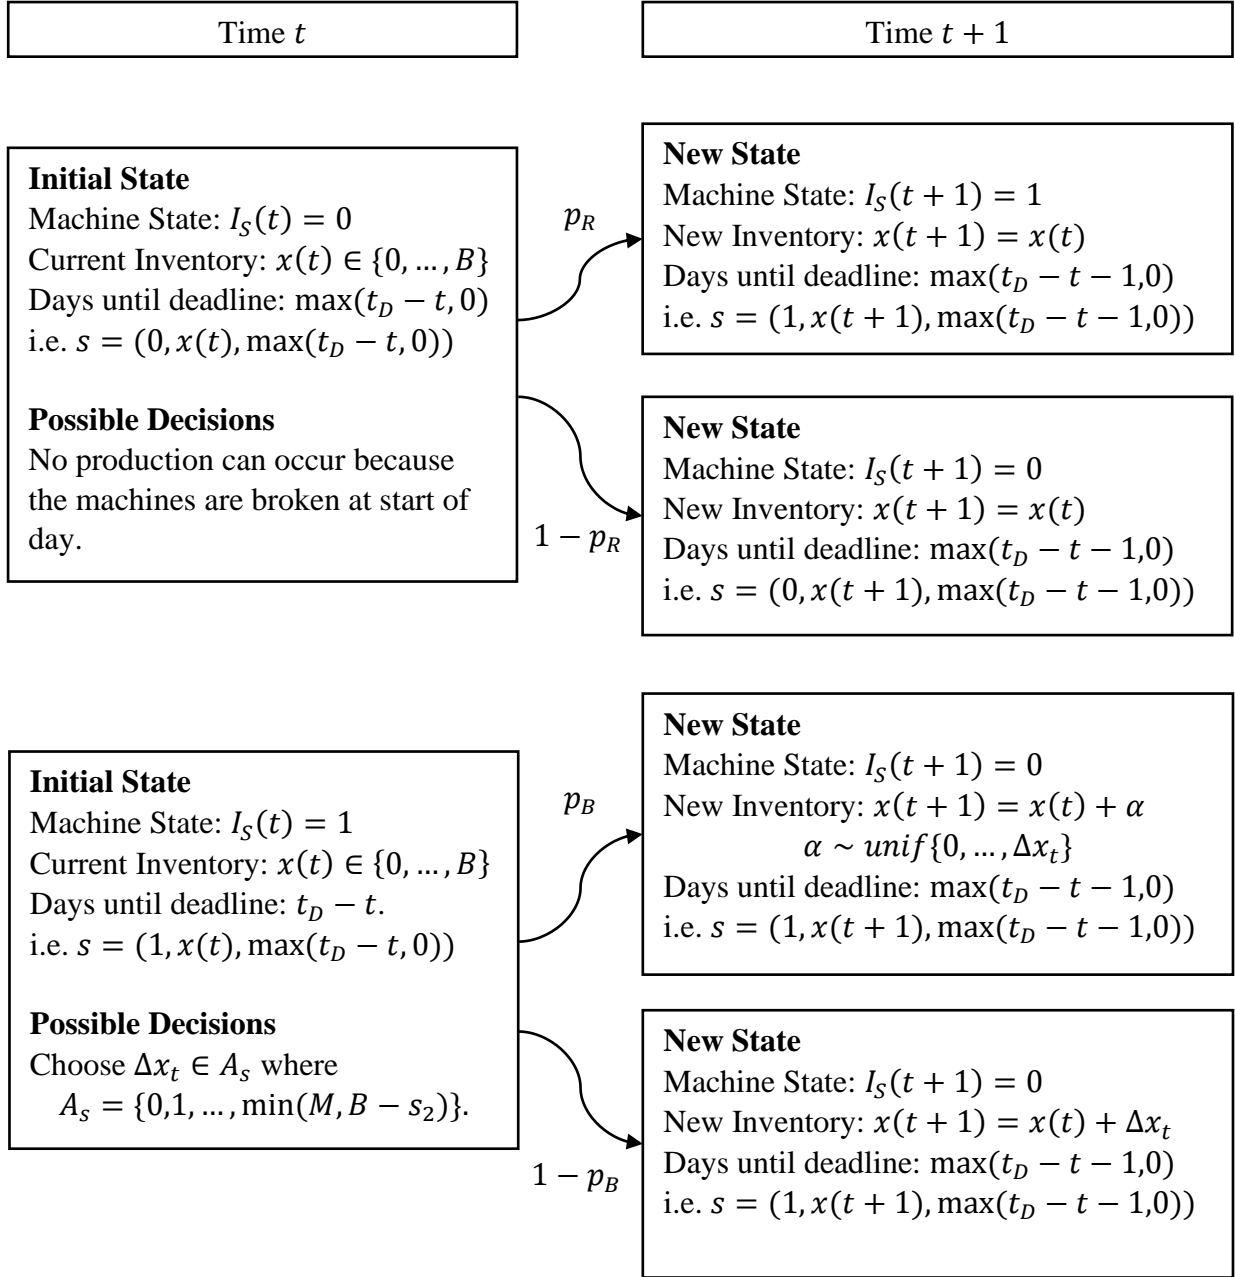 Time 𝑡
Time 𝑡 + 1
Initial State
Machine State: 𝐼_𝑆(𝑡) = 0
Current Inventory: 𝑥(𝑡) ∈ {0, … , 𝐵}
Days until deadline: max(𝑡_𝐷 − 𝑡, 0)
i.e. 𝑠 = (0, 𝑥(𝑡), max(𝑡_𝐷 − 𝑡, 0))
Possible Decisions
No production can occur because
the machines are broken at start of
day.
𝑝_𝑅
1 − 𝑝_𝑅
New State
Machine State: 𝐼_𝑆(𝑡 + 1) = 1
New Inventory: 𝑥(𝑡 + 1) = 𝑥(𝑡)
Days until deadline: max(𝑡_𝐷 − 𝑡 − 1,0)
i.e. 𝑠 = (1, 𝑥(𝑡 + 1), max(𝑡_𝐷 − 𝑡 − 1,0))
New State
Machine State: 𝐼_𝑆(𝑡 + 1) = 0
New Inventory: 𝑥(𝑡 + 1) = 𝑥(𝑡)
Days until deadline: max(𝑡_𝐷 − 𝑡 − 1,0)
i.e. 𝑠 = (0, 𝑥(𝑡 + 1), max(𝑡_𝐷 − 𝑡 − 1,0))
Initial State
Machine State: 𝐼_𝑆(𝑡) = 1
Current Inventory: 𝑥(𝑡) ∈ {0, … , 𝐵}
Days until deadline: 𝑡_𝐷 − 𝑡.
i.e. 𝑠 = (1, 𝑥(𝑡), max(𝑡_𝐷 − 𝑡, 0))
Possible Decisions
Choose Δ𝑥_𝑡 ∈ 𝐴_𝑠 where
𝐴_𝑠 = {0,1, … , min(𝑀, 𝐵 − 𝑠_2)}.
𝑝_𝐵
1 − 𝑝_𝐵
New State
Machine State: 𝐼_𝑆(𝑡 + 1) = 0
New Inventory: 𝑥(𝑡 + 1) = 𝑥(𝑡) + 𝛼
𝛼 ~ 𝑢𝑛𝑖𝑓{0, … , Δ𝑥_𝑡}
Days until deadline: max(𝑡_𝐷 − 𝑡 − 1,0)
i.e. 𝑠 = (1, 𝑥(𝑡 + 1), max(𝑡_𝐷 − 𝑡 − 1,0))
New State
Machine State: 𝐼_𝑆(𝑡 + 1) = 0
New Inventory: 𝑥(𝑡 + 1) = 𝑥(𝑡) + Δ𝑥_𝑡
Days until deadline: max(𝑡_𝐷 − 𝑡 − 1,0)
i.e. 𝑠 = (1, 𝑥(𝑡 + 1), max(𝑡_𝐷 − 𝑡 − 1,0))